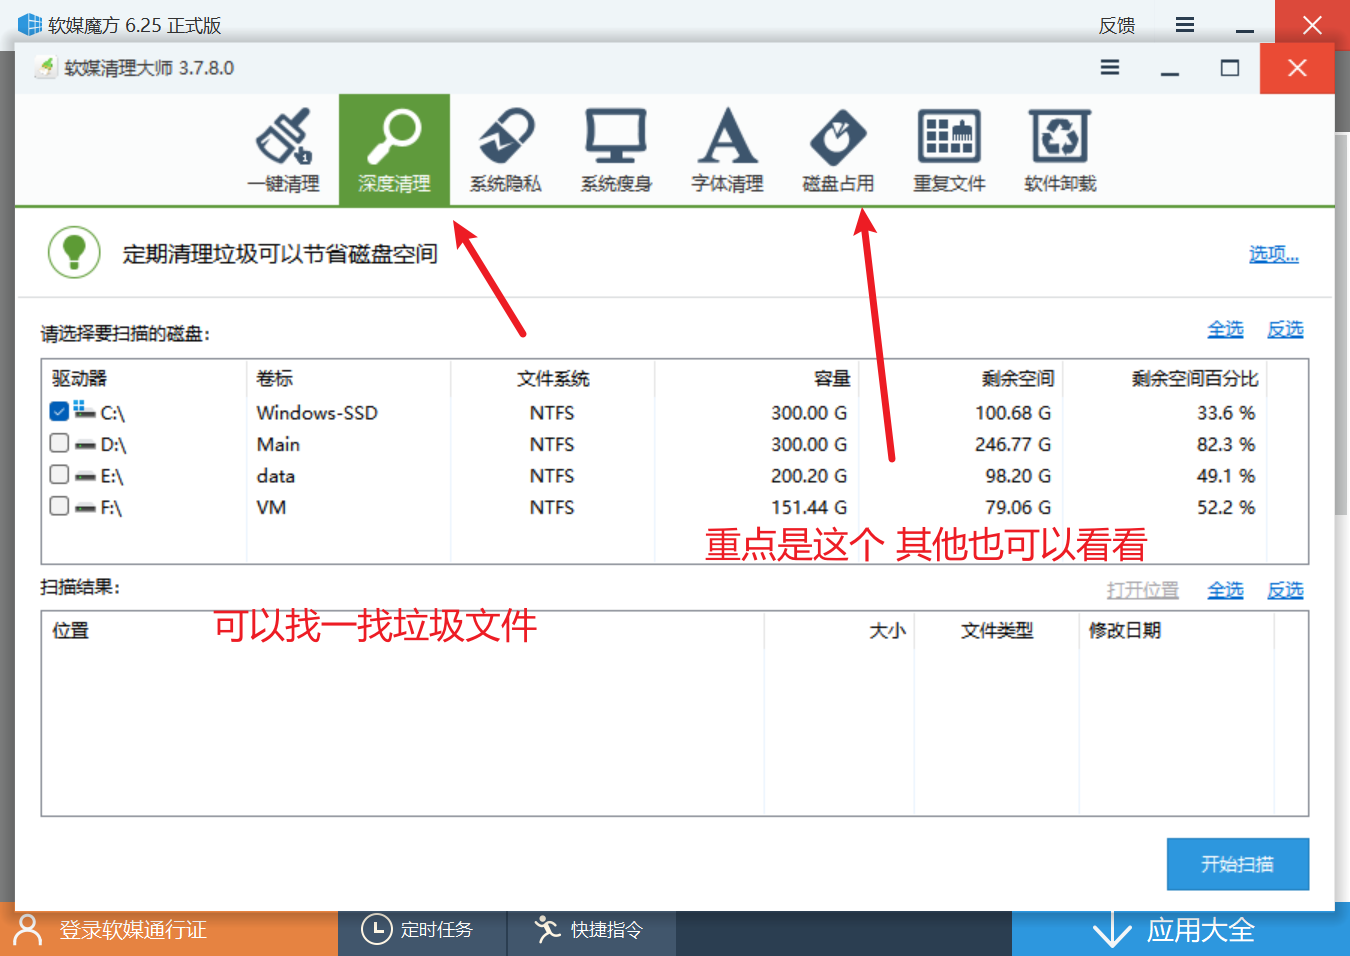 软媒魔方 6.25 正式版
反馈
软媒清理大师 3.7.8.0
一键清理
深度清理
系统隐私
系统瘦身
字体清理
磁盘占用
重复文件
软件卸载
定期清理垃圾可以节省磁盘空间
选项...
请选择要扫描的磁盘:
全选 反选
驱动器 卷标 文件系统 容量 剩余空间 剩余空间百分比
C:\ Windows-SSD NTFS 300.00 G 100.68 G 33.6 %
D:\ Main NTFS 300.00 G 246.77 G 82.3 %
E:\ data NTFS 200.20 G 98.20 G 49.1 %
F:\ VM NTFS 151.44 G 79.06 G 52.2 %
重点是这个 其他也可以看看
扫描结果:
打开位置 全选 反选
可以找一找垃圾文件
位置 大小 文件类型 修改日期
开始扫描
登录软媒通行证
定时任务
快捷指令
应用大全